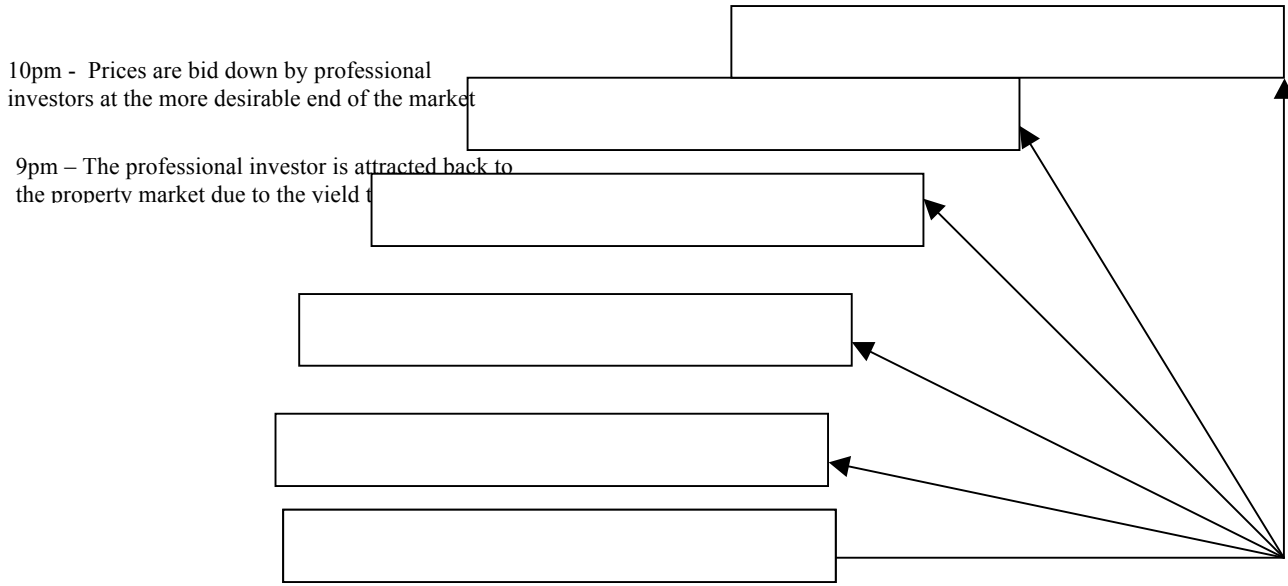 10pm - Prices are bid down by professional
investors at the more desirable end of the market
9pm – The professional investor is attracted back to
the property market due to the yield